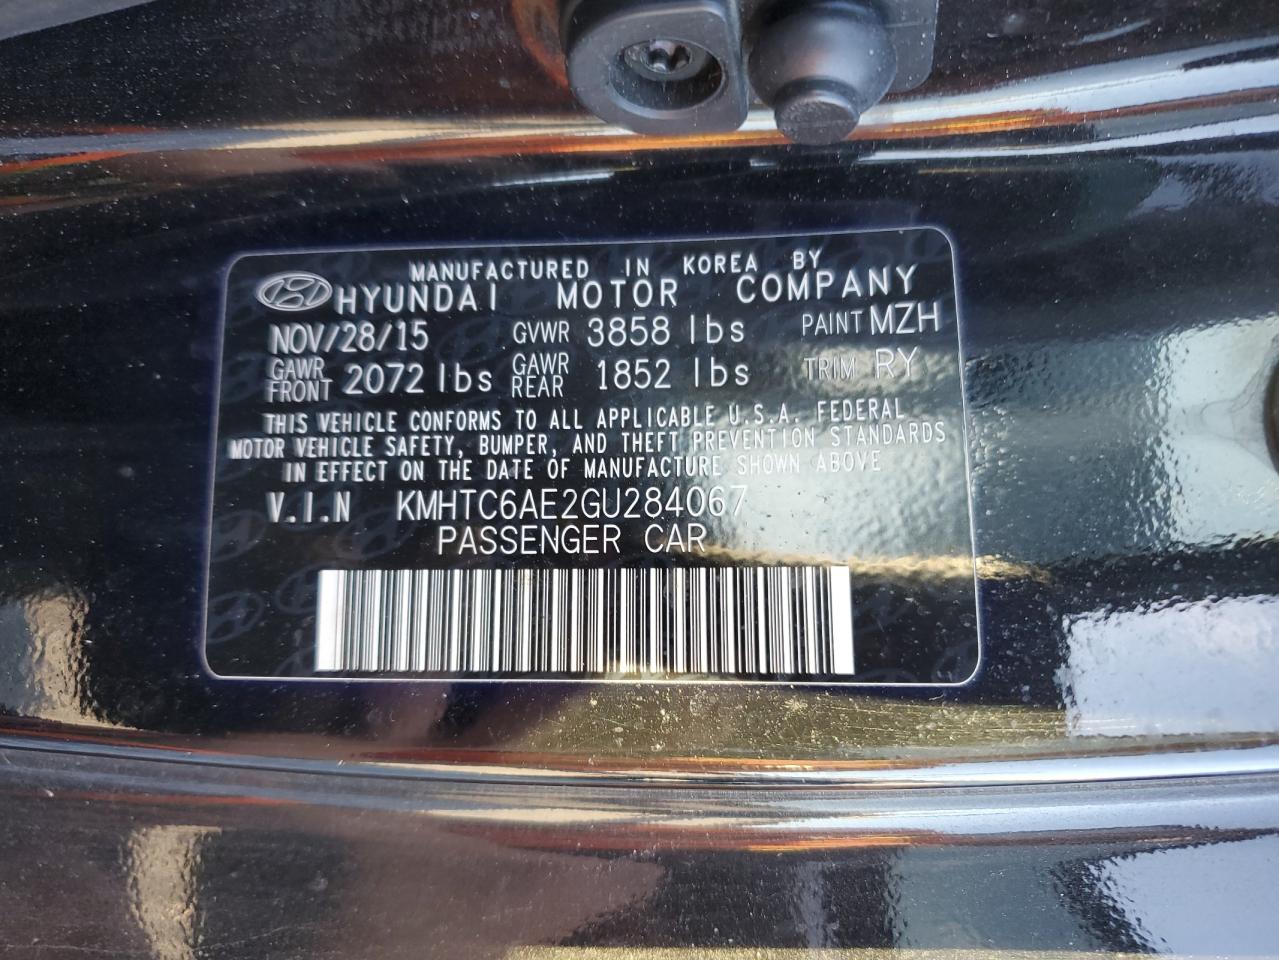 MANUFACTURED IN KOREA BY
HYUNDAI MOTOR COMPANY
NOV/28/15 GVWR 3858 lbs PAINT MZH
GAWR FRONT 2072 lbs GAWR REAR 1852 lbs TRIM RY
THIS VEHICLE CONFORMS TO ALL APPLICABLE U.S.A. FEDERAL
MOTOR VEHICLE SAFETY, BUMPER, AND THEFT PREVENTION STANDARDS
IN EFFECT ON THE DATE OF MANUFACTURE SHOWN ABOVE
V.I.N KMHTC6AE2GU284067
PASSENGER CAR